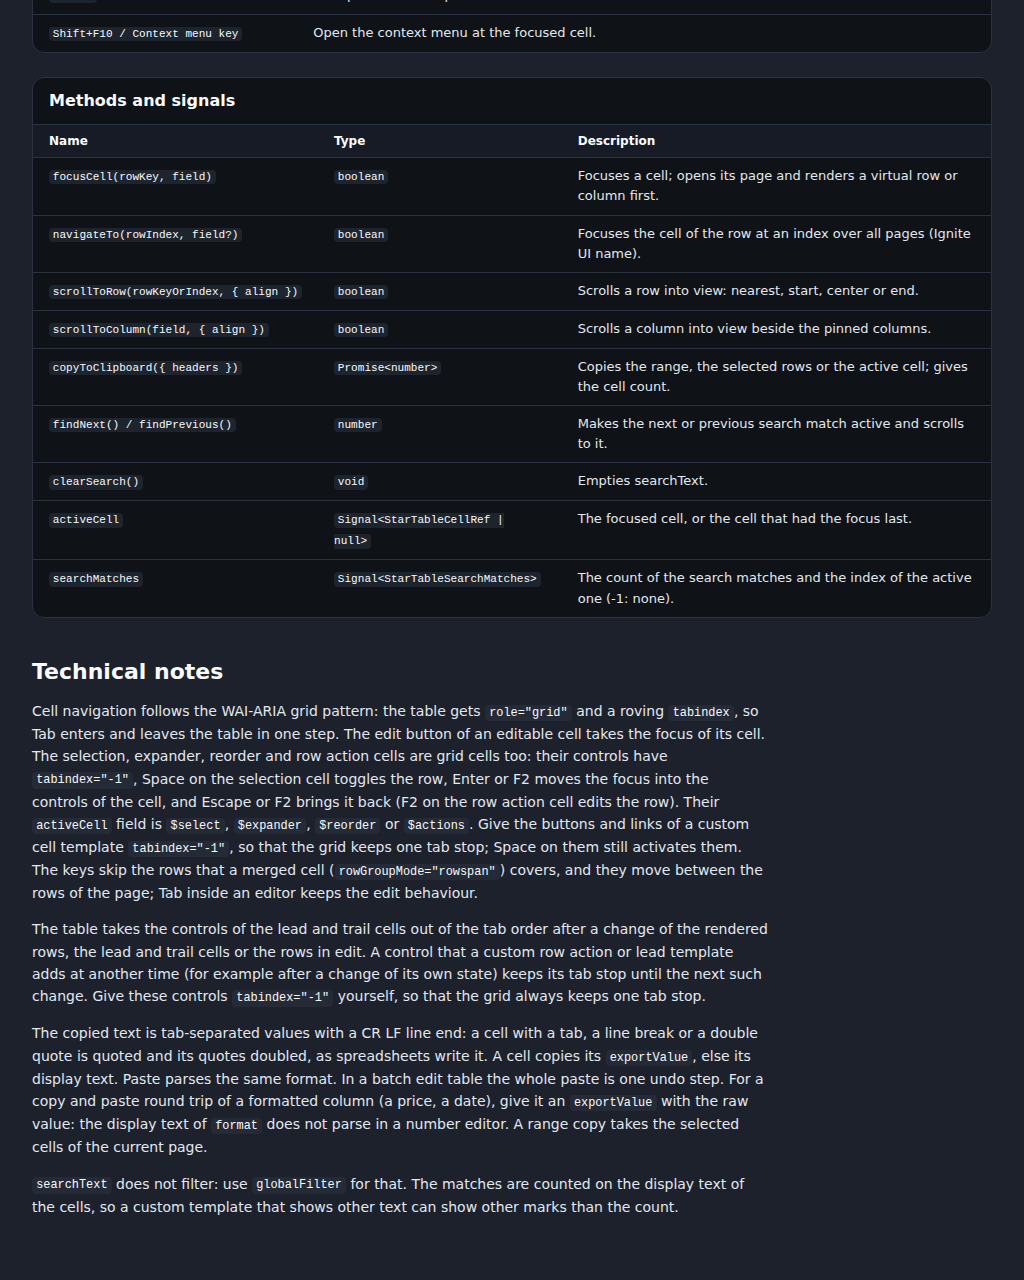 Shift+F10 / Context menu key Open the context menu at the focused cell.
Methods and signals
Name Type Description
focusCell(rowKey, field) boolean Focuses a cell; opens its page and renders a virtual row or
column first.
navigateTo(rowIndex, field?) boolean Focuses the cell of the row at an index over all pages (Ignite
UI name).
scrollToRow(rowKeyOrIndex, { align }) boolean Scrolls a row into view: nearest, start, center or end.
scrollToColumn(field, { align }) boolean Scrolls a column into view beside the pinned columns.
copyToClipboard({ headers }) Promise<number> Copies the range, the selected rows or the active cell; gives
the cell count.
findNext() / findPrevious() number Makes the next or previous search match active and scrolls
to it.
clearSearch() void Empties searchText.
activeCell Signal<StarTableCellRef | The focused cell, or the cell that had the focus last.
null>
searchMatches Signal<StarTableSearchMatches> The count of the search matches and the index of the active
one (-1: none).
Technical notes
Cell navigation follows the WAI-ARIA grid pattern: the table gets role="grid" and a roving tabindex, so
Tab enters and leaves the table in one step. The edit button of an editable cell takes the focus of its cell.
The selection, expander, reorder and row action cells are grid cells too: their controls have
tabindex="-1", Space on the selection cell toggles the row, Enter or F2 moves the focus into the
controls of the cell, and Escape or F2 brings it back (F2 on the row action cell edits the row). Their
activeCell field is $select, $expander, $reorder or $actions. Give the buttons and links of a custom
cell template tabindex="-1", so that the grid keeps one tab stop; Space on them still activates them.
The keys skip the rows that a merged cell (rowGroupMode="rowspan") covers, and they move between the
rows of the page; Tab inside an editor keeps the edit behaviour.
The table takes the controls of the lead and trail cells out of the tab order after a change of the rendered
rows, the lead and trail cells or the rows in edit. A control that a custom row action or lead template
adds at another time (for example after a change of its own state) keeps its tab stop until the next such
change. Give these controls tabindex="-1" yourself, so that the grid always keeps one tab stop.
The copied text is tab-separated values with a CR LF line end: a cell with a tab, a line break or a double
quote is quoted and its quotes doubled, as spreadsheets write it. A cell copies its exportValue, else its
display text. Paste parses the same format. In a batch edit table the whole paste is one undo step. For a
copy and paste round trip of a formatted column (a price, a date), give it an exportValue with the raw
value: the display text of format does not parse in a number editor. A range copy takes the selected
cells of the current page.
searchText does not filter: use globalFilter for that. The matches are counted on the display text of
the cells, so a custom template that shows other text can show other marks than the count.